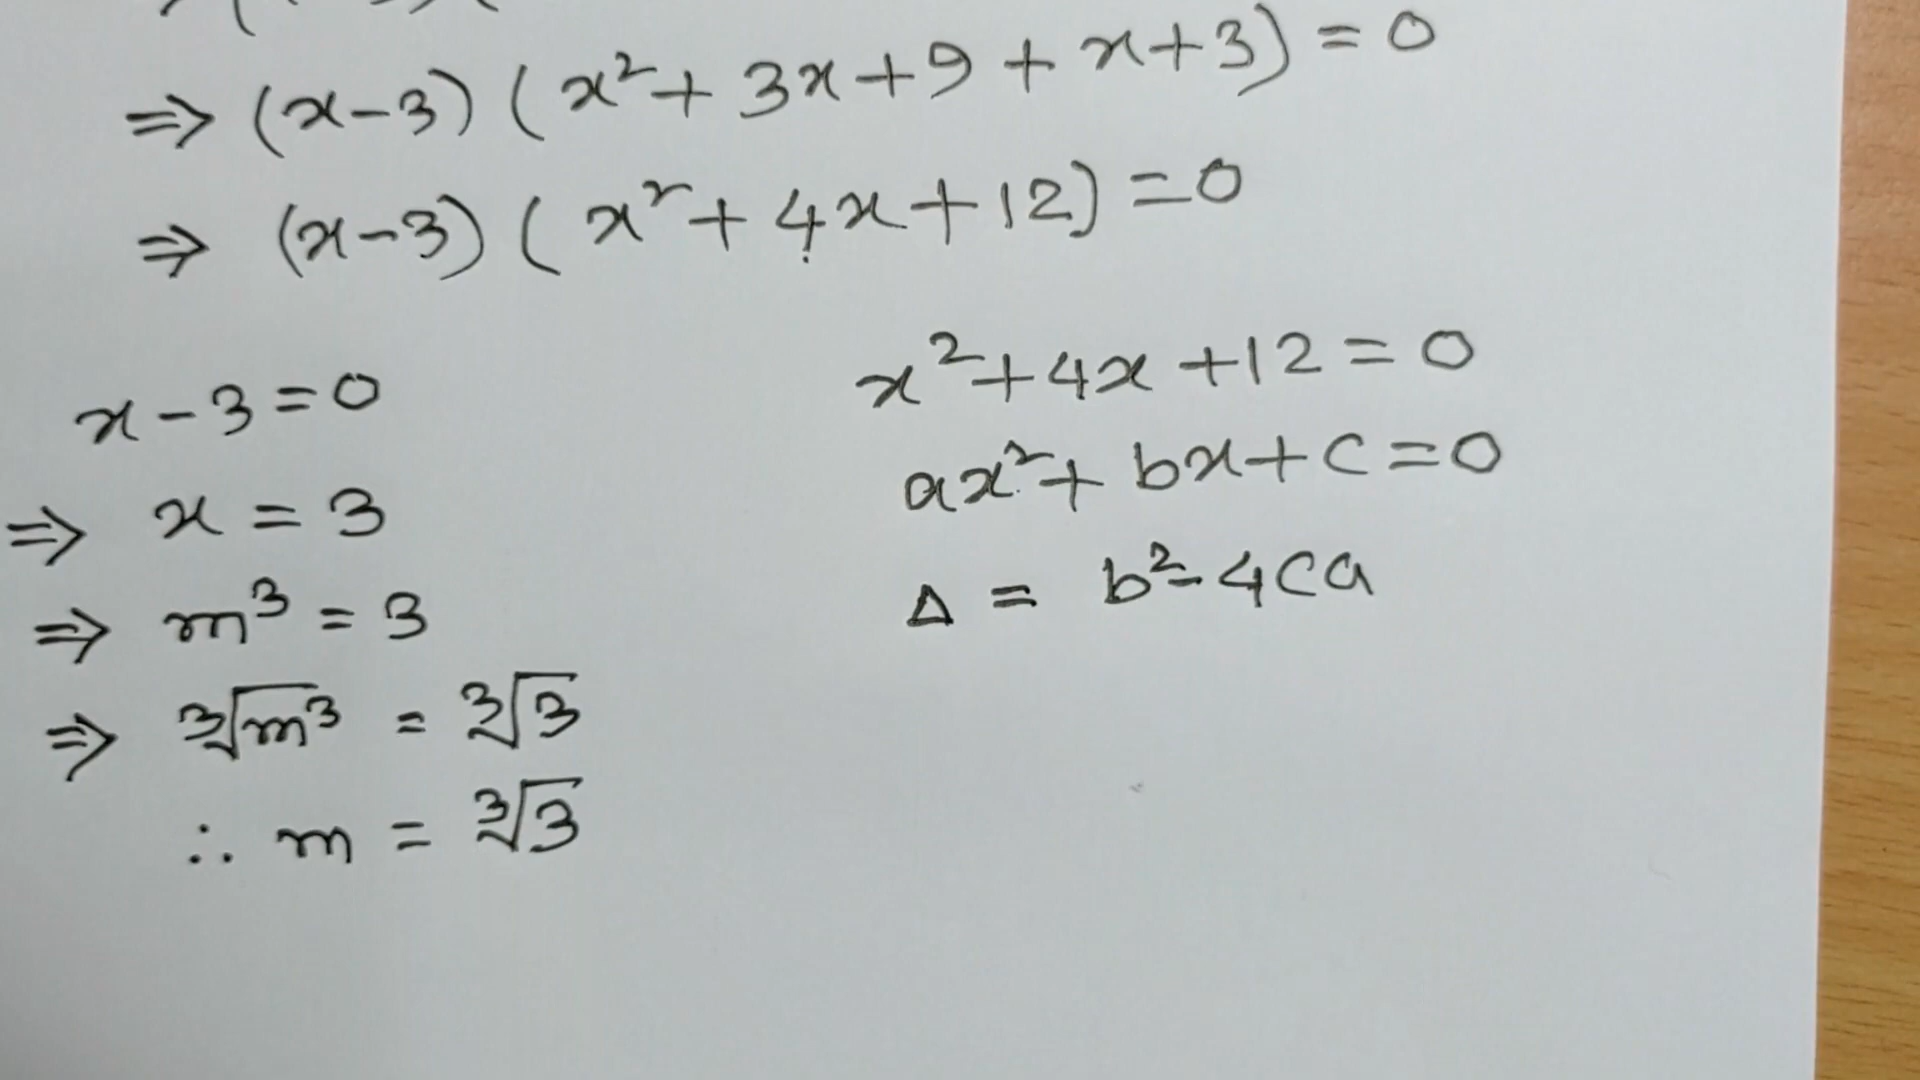 ⇒ (x-3)(x²+3x+9+x+3)=0
⇒ (x-3)(x²+4x+12)=0
x-3=0
⇒ x=3
⇒ m³=3
⇒ ∛m³ = ∛3
∴ m = ∛3
x²+4x+12=0
ax²+bx+c=0
Δ = b²-4ca